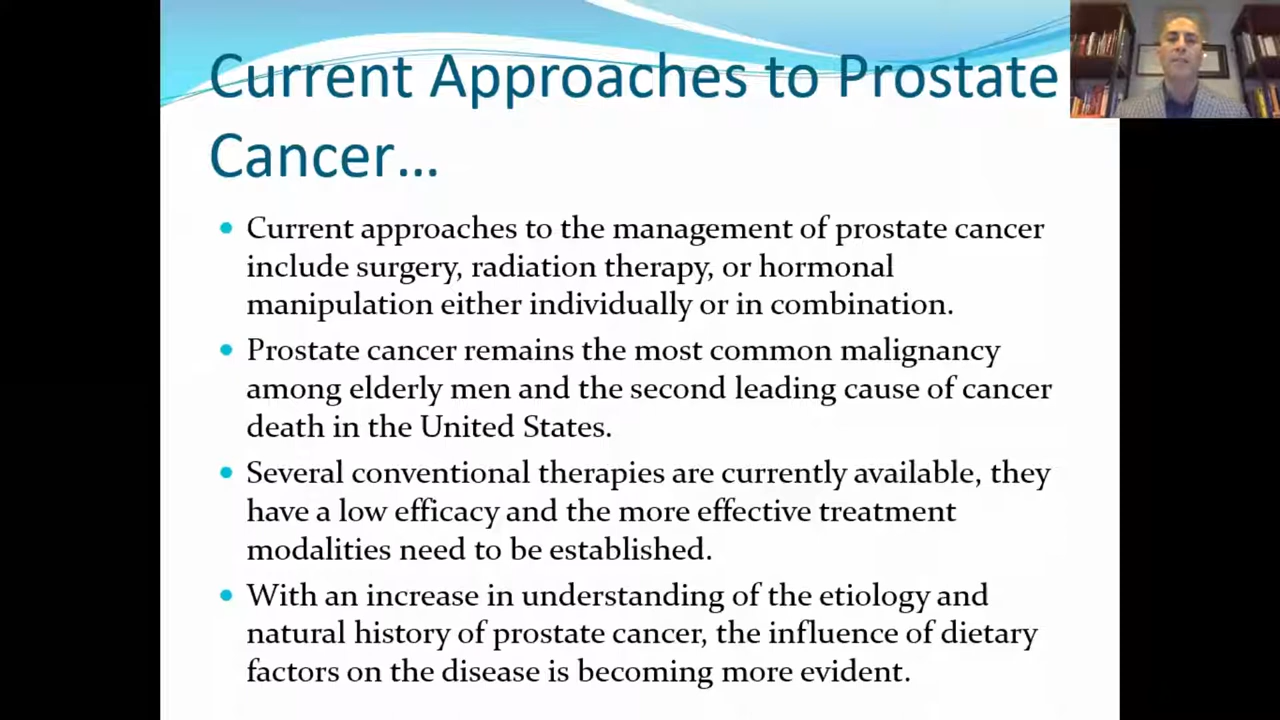 Current Approaches to Prostate
Cancer...
• Current approaches to the management of prostate cancer
include surgery, radiation therapy, or hormonal
manipulation either individually or in combination.
• Prostate cancer remains the most common malignancy
among elderly men and the second leading cause of cancer
death in the United States.
• Several conventional therapies are currently available, they
have a low efficacy and the more effective treatment
modalities need to be established.
• With an increase in understanding of the etiology and
natural history of prostate cancer, the influence of dietary
factors on the disease is becoming more evident.